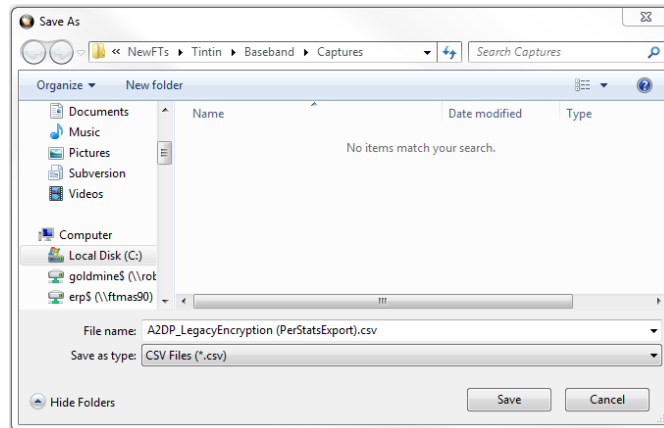 Save As
« NewFTs ▸ Tintin ▸ Baseband ▸ Captures
Search Captures
Organize ▾ New folder
Documents
Music
Pictures
Subversion
Videos
Computer
Local Disk (C:)
goldmine$ (\\rob
erp$ (\\ftmas90)
Name Date modified Type
No items match your search.
File name: A2DP_LegacyEncryption (PerStatsExport).csv
Save as type: CSV Files (*.csv)
Hide Folders Save Cancel